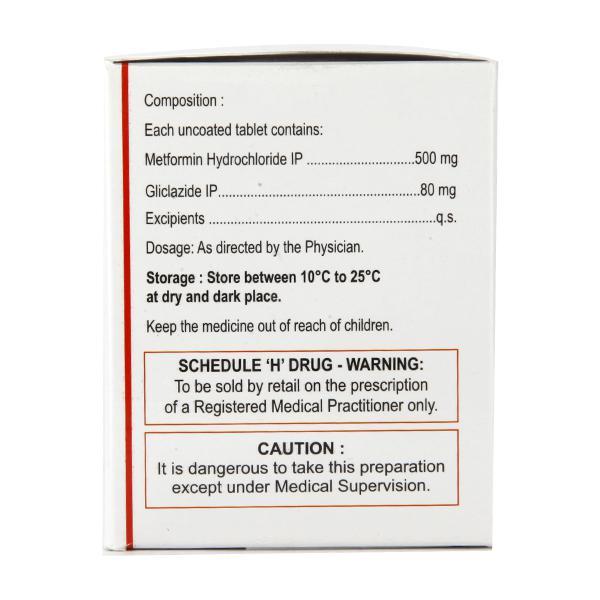 Composition :
Each uncoated tablet contains:
Metformin Hydrochloride IP ..............................500 mg
Gliclazide IP........................................................80 mg
Excipients ...............................................................q.s.
Dosage: As directed by the Physician.
Storage : Store between 10°C to 25°C
at dry and dark place.
Keep the medicine out of reach of children.
SCHEDULE ‘H’ DRUG - WARNING:
To be sold by retail on the prescription
of a Registered Medical Practitioner only.
CAUTION :
It is dangerous to take this preparation
except under Medical Supervision.